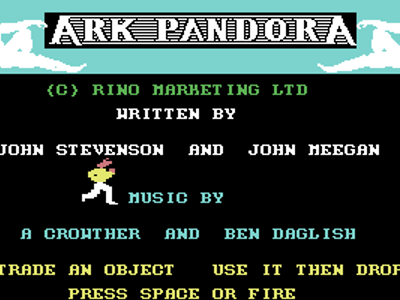 ARK PANDORA
(C) RINO MARKETING LTD
WRITTEN BY
JOHN STEVENSON AND JOHN MEEGAN
MUSIC BY
A CROWTHER AND BEN DAGLISH
TRADE AN OBJECT USE IT THEN DROP
PRESS SPACE OR FIRE